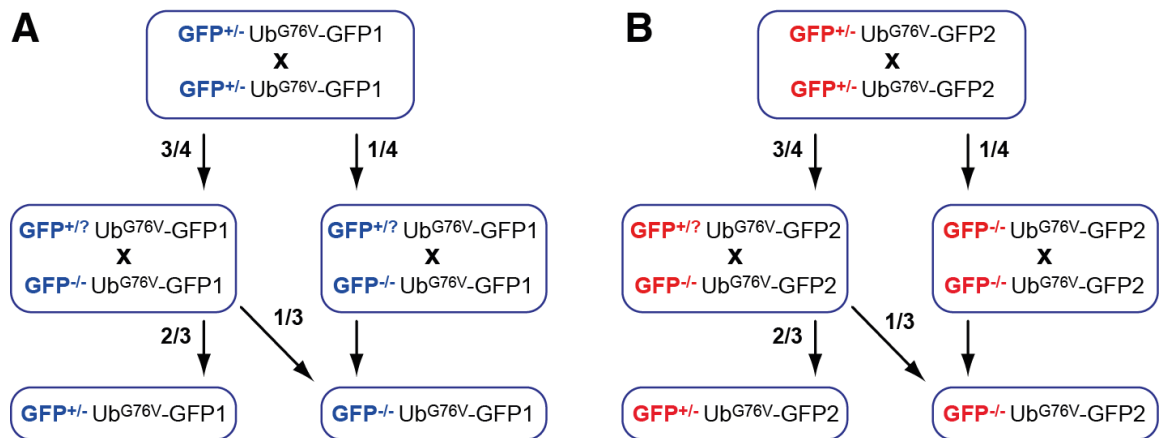 A
GFP+/- UbG76V-GFP1
x
GFP+/- UbG76V-GFP1
3/4
1/4
GFP+/? UbG76V-GFP1
x
GFP-/- UbG76V-GFP1
GFP+/? UbG76V-GFP1
x
GFP-/- UbG76V-GFP1
2/3
1/3
GFP+/- UbG76V-GFP1
GFP-/- UbG76V-GFP1
B
GFP+/- UbG76V-GFP2
x
GFP+/- UbG76V-GFP2
3/4
1/4
GFP+/? UbG76V-GFP2
x
GFP-/- UbG76V-GFP2
GFP-/- UbG76V-GFP2
x
GFP-/- UbG76V-GFP2
2/3
1/3
GFP+/- UbG76V-GFP2
GFP-/- UbG76V-GFP2